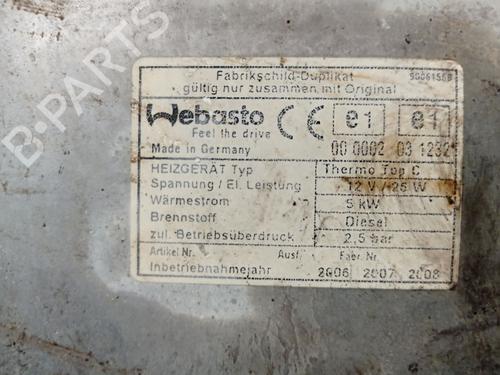 B-PARTS
Fabrikschild-Duplikat
gültig nur zusammen mit Original
Webasto
Feel the drive
CE e1 e1
Made in Germany 00 0002 03 1232
HEIZGERÄT Typ Thermo Top C
Spannung / El. Leistung 12 V / 25 W
Wärmestrom 5 kW
Brennstoff Diesel
zul. Betriebsüberdruck 2,5 bar
Artikel Nr. Ausf. Fabr Nr.
Inbetriebnahmejahr 2006 2007 2008